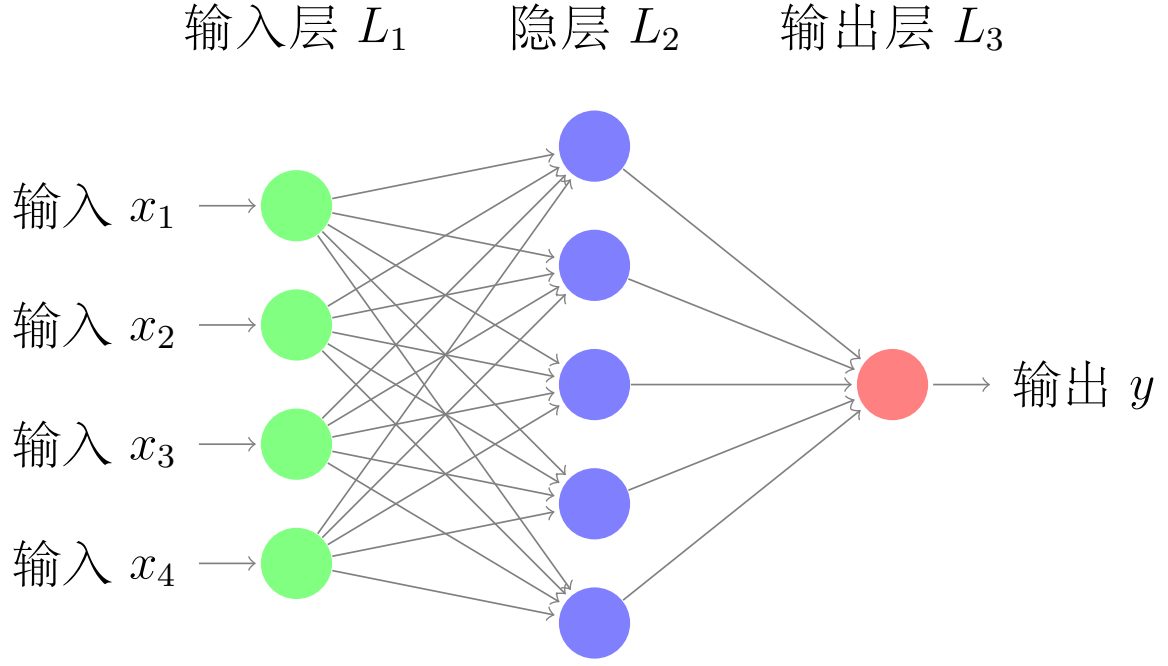 输入层 L₁ 隐层 L₂ 输出层 L₃
输入 x₁
输入 x₂
输入 x₃
输入 x₄
输出 y